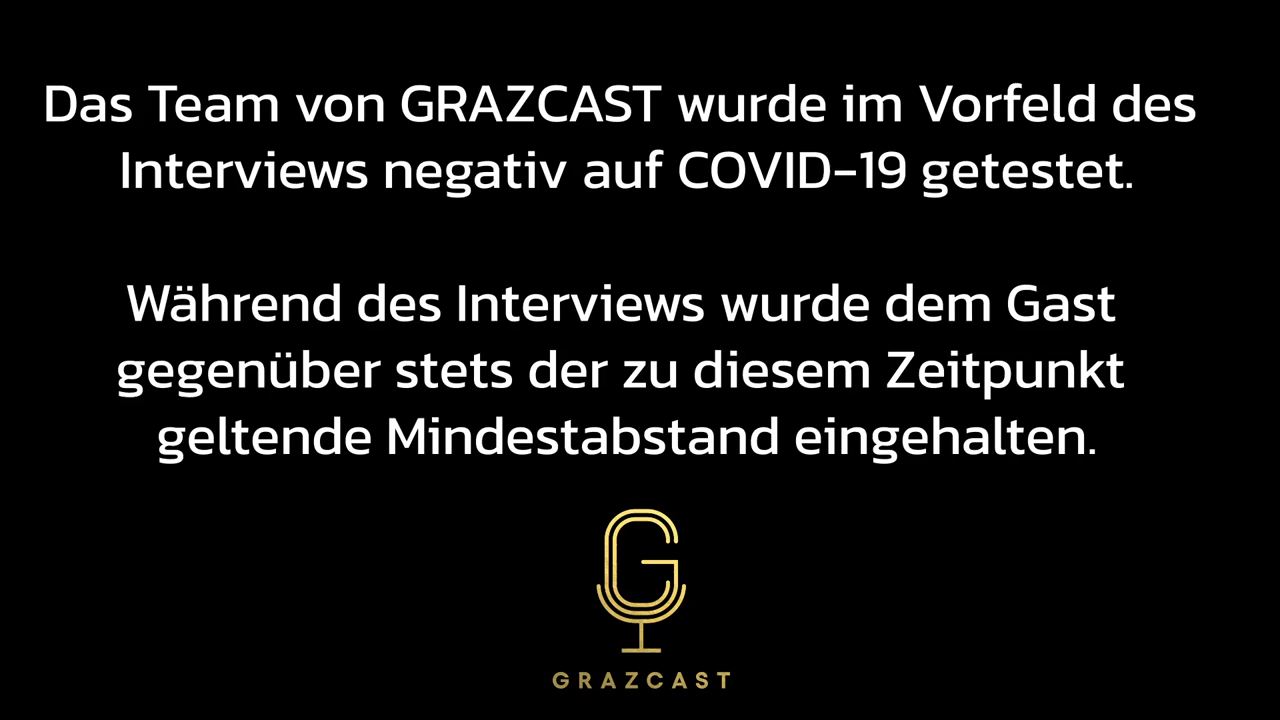 Das Team von GRAZCAST wurde im Vorfeld des
Interviews negativ auf COVID-19 getestet.
Während des Interviews wurde dem Gast
gegenüber stets der zu diesem Zeitpunkt
geltende Mindestabstand eingehalten.
GRAZCAST